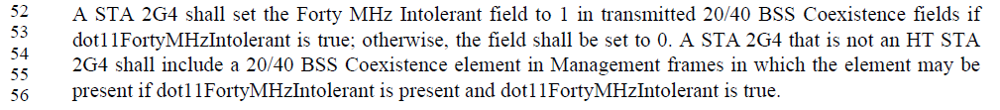 52 A STA 2G4 shall set the Forty MHz Intolerant field to 1 in transmitted 20/40 BSS Coexistence fields if
53 dot11FortyMHzIntolerant is true; otherwise, the field shall be set to 0. A STA 2G4 that is not an HT STA
54
55 2G4 shall include a 20/40 BSS Coexistence element in Management frames in which the element may be
56 present if dot11FortyMHzIntolerant is present and dot11FortyMHzIntolerant is true.